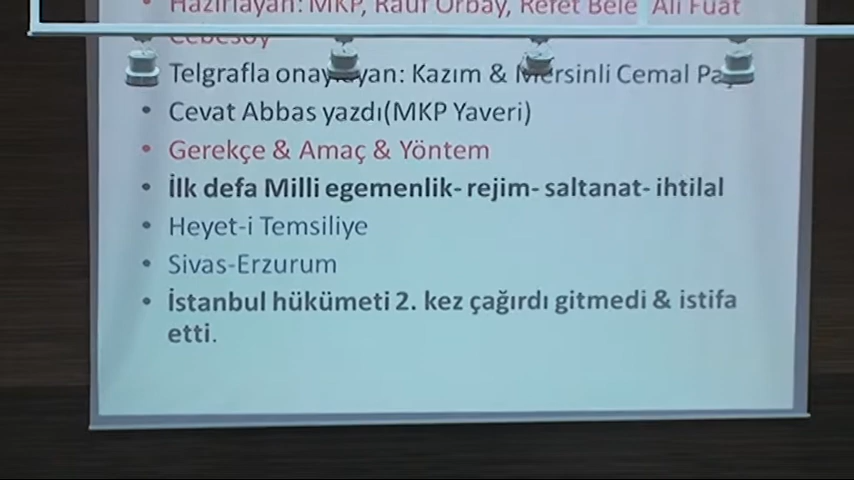 Hazırlayan: MKP, Rauf Orbay, Refet Bele Ali Fuat
Cebesoy
Telgrafla onaylayan: Kazım & Mersinli Cemal
Cevat Abbas yazdı(MKP Yaveri)
Gerekçe & Amaç & Yöntem
İlk defa Milli egemenlik- rejim- saltanat- ihtilal
Heyet-i Temsiliye
Sivas-Erzurum
İstanbul hükümeti 2. kez çağırdı gitmedi & istifa
etti.